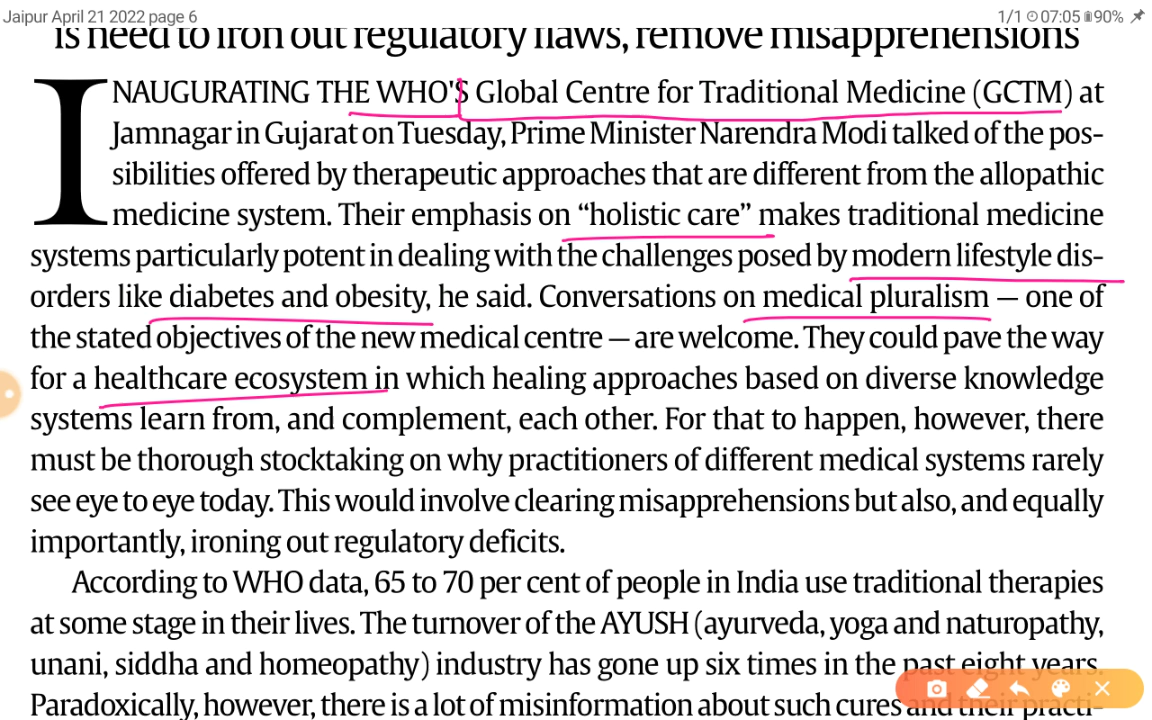 Jaipur April 21 2022 page 6
1/1 07:05 90%
is need to iron out regulatory flaws, remove misapprehensions
INAUGURATING THE WHO'S Global Centre for Traditional Medicine (GCTM) at
Jamnagar in Gujarat on Tuesday, Prime Minister Narendra Modi talked of the pos-
sibilities offered by therapeutic approaches that are different from the allopathic
medicine system. Their emphasis on “holistic care” makes traditional medicine
systems particularly potent in dealing with the challenges posed by modern lifestyle dis-
orders like diabetes and obesity, he said. Conversations on medical pluralism — one of
the stated objectives of the new medical centre — are welcome. They could pave the way
for a healthcare ecosystem in which healing approaches based on diverse knowledge
systems learn from, and complement, each other. For that to happen, however, there
must be thorough stocktaking on why practitioners of different medical systems rarely
see eye to eye today. This would involve clearing misapprehensions but also, and equally
importantly, ironing out regulatory deficits.
According to WHO data, 65 to 70 per cent of people in India use traditional therapies
at some stage in their lives. The turnover of the AYUSH (ayurveda, yoga and naturopathy,
unani, siddha and homeopathy) industry has gone up six times in the past eight years.
Paradoxically, however, there is a lot of misinformation about such cures and their practi-